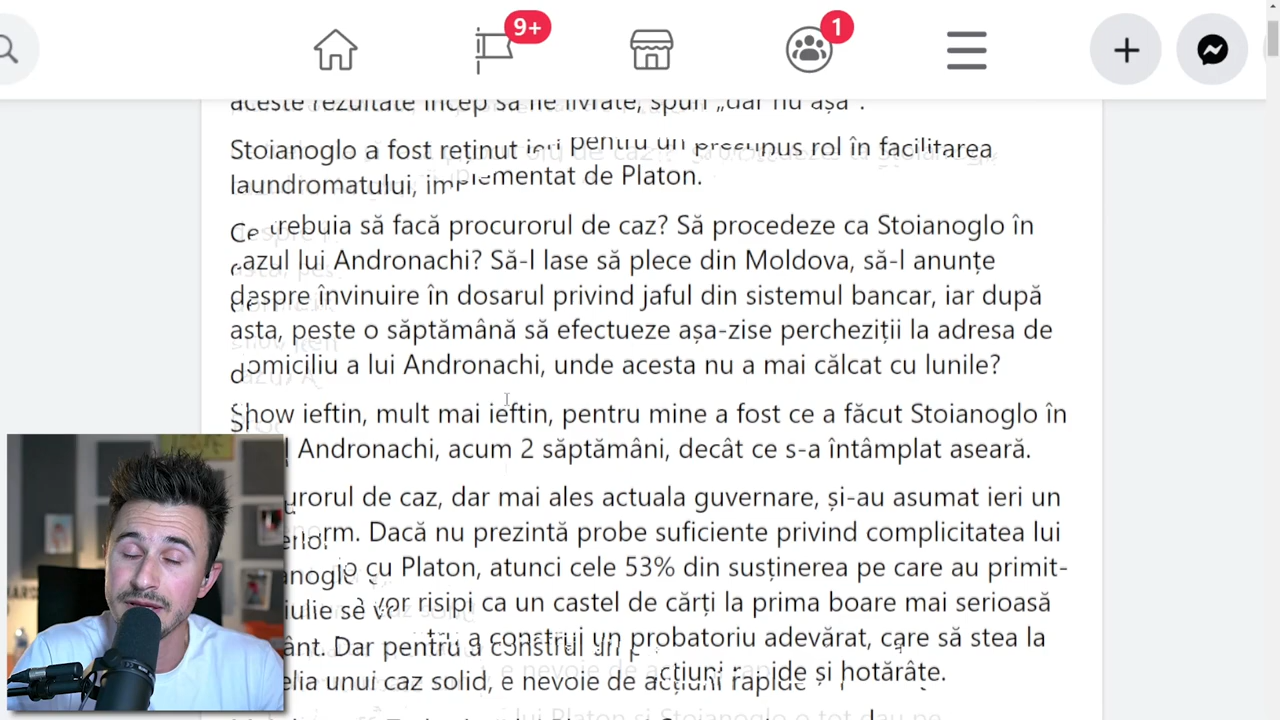 9+
1
aceste rezultate încep să fie livrate, spun „dar nu așa”.
Stoianoglo a fost reținut ieri pentru un presupus rol în facilitarea
laundromatului, implementat de Platon.
Ce trebuia să facă procurorul de caz? Să procedeze ca Stoianoglo în
cazul lui Andronachi? Să-l lase să plece din Moldova, să-l anunțe
despre învinuire în dosarul privind jaful din sistemul bancar, iar după
asta, peste o săptămână să efectueze așa-zise percheziții la adresa de
domiciliu a lui Andronachi, unde acesta nu a mai călcat cu lunile?
Show ieftin, mult mai ieftin, pentru mine a fost ce a făcut Stoianoglo în
Andronachi, acum 2 săptămâni, decât ce s-a întâmplat aseară.
urorul de caz, dar mai ales actuala guvernare, și-au asumat ieri un
orm. Dacă nu prezintă probe suficiente privind complicitatea lui
anoglo cu Platon, atunci cele 53% din susținerea pe care au primit-
iulie se vor risipi ca un castel de cărți la prima boare mai serioasă
ânt. Dar pentru a construi un probatoriu adevărat, care să stea la
elia unui caz solid, e nevoie de acțiuni rapide și hotărâte.